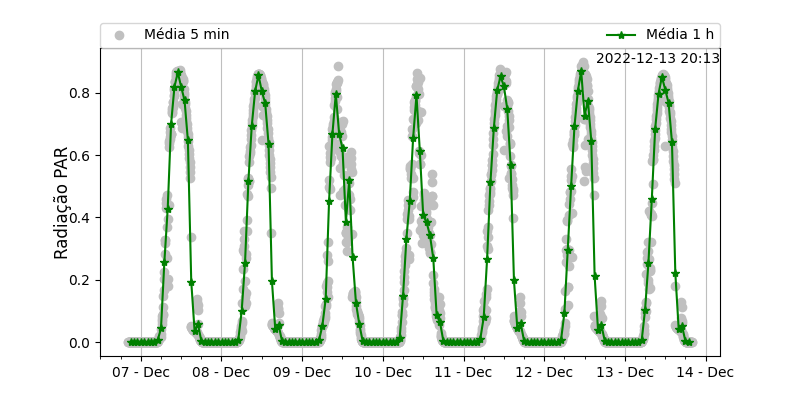 Média 5 min
Média 1 h
2022-12-13 20:13
Radiação PAR
0.8
0.6
0.4
0.2
0.0
07 - Dec
08 - Dec
09 - Dec
10 - Dec
11 - Dec
12 - Dec
13 - Dec
14 - Dec